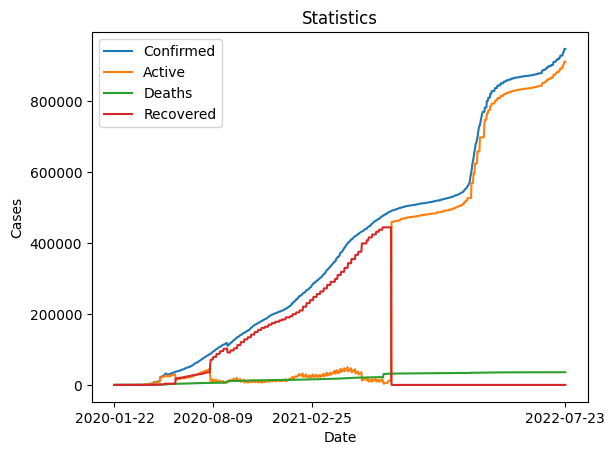 Statistics
Confirmed
Active
Deaths
Recovered
Cases
800000
600000
400000
200000
0
2020-01-22
2020-08-09
2021-02-25
2022-07-23
Date